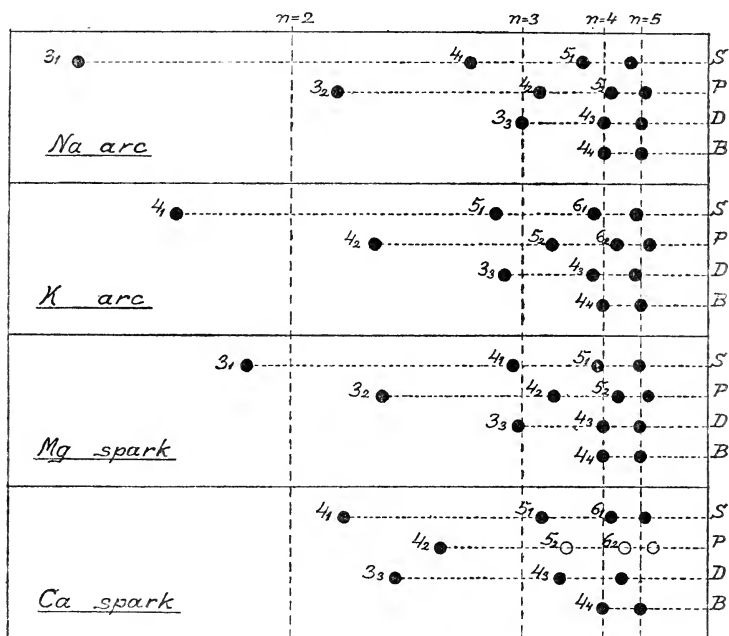 n=2 n=3 n=4 n=5
3₁ 4₁ 5₁ S
3₂ 4₂ 5₂ P
3₃ 4₃ D
Na arc 4₄ B
4₁ 5₁ 6₁ S
4₂ 5₂ 6₂ P
3₃ 4₃ D
K arc 4₄ B
3₁ 4₁ 5₁ S
3₂ 4₂ 5₂ P
3₃ 4₃ D
Mg spark 4₄ B
4₁ 5₁ 6₁ S
4₂ 5₂ 6₂ P
3₃ 4₃ D
Ca spark 4₄ B